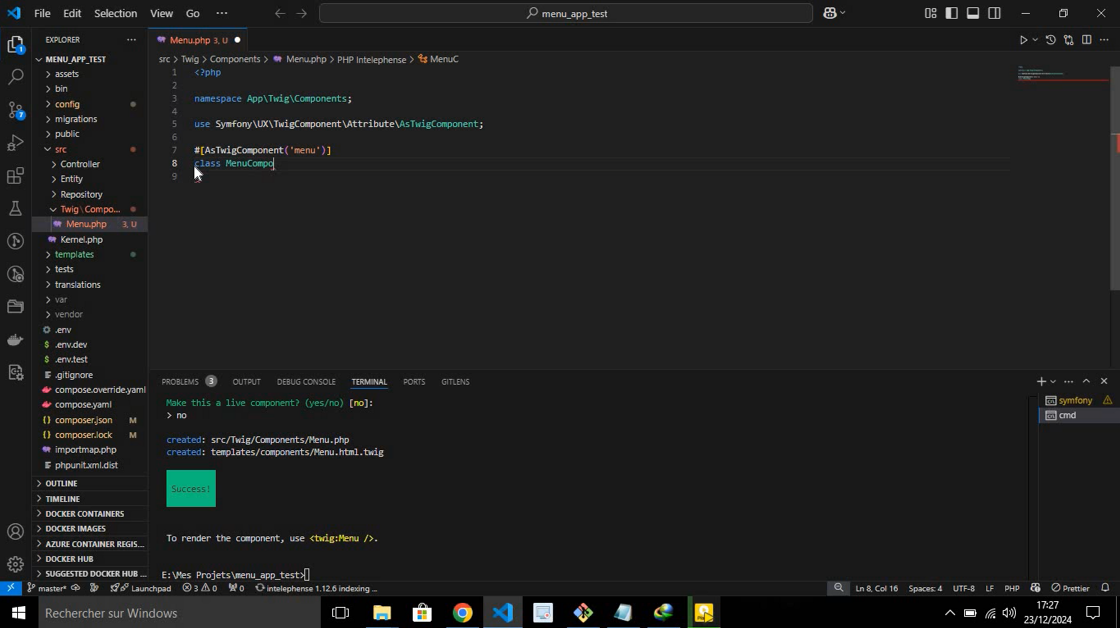 File Edit Selection View Go ···
menu_app_test
EXPLORER ···
Menu.php 3, U
MENU_APP_TEST
src > Twig > Components > Menu.php > PHP Intelephense > MenuC
assets
bin
config
migrations
public
src
Controller
Entity
Repository
Twig \ Compo...
Menu.php 3, U
Kernel.php
templates
tests
translations
var
vendor
.env
.env.dev
.env.test
.gitignore
compose.override.yaml
compose.yaml
composer.json M
composer.lock M
importmap.php
phpunit.xml.dist
OUTLINE
TIMELINE
DOCKER CONTAINERS
DOCKER IMAGES
AZURE CONTAINER REGIS...
DOCKER HUB
SUGGESTED DOCKER HUB ...
1 <?php
2
3 namespace App\Twig\Components;
4
5 use Symfony\UX\TwigComponent\Attribute\AsTwigComponent;
6
7 #[AsTwigComponent('menu')]
8 class MenuCompo
9
PROBLEMS 3 OUTPUT DEBUG CONSOLE TERMINAL PORTS GITLENS
Make this a live component? (yes/no) [no]:
> no
created: src/Twig/Components/Menu.php
created: templates/components/Menu.html.twig
Success!
To render the component, use <twig:Menu />.
E:\Mes Projets\menu_app_test>
symfony
cmd
master* Launchpad 3 0 0 intelephense 1.12.6 indexing ... Ln 8, Col 16 Spaces: 4 UTF-8 LF PHP Prettier
Rechercher sur Windows
17:27
23/12/2024